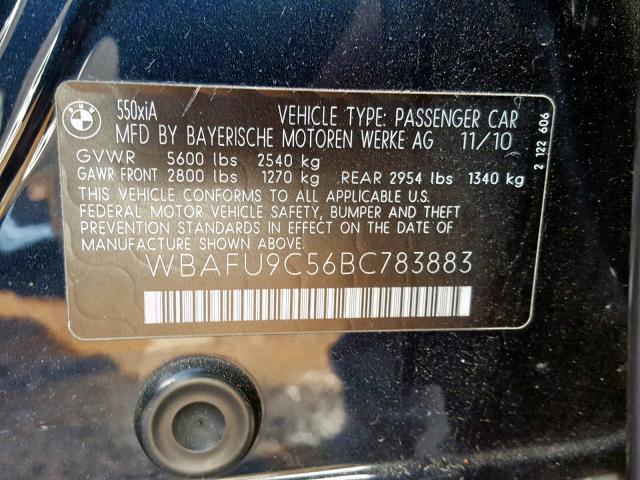 BMW
550xiA VEHICLE TYPE: PASSENGER CAR
MFD BY BAYERISCHE MOTOREN WERKE AG 11/10
GVWR 5600 lbs 2540 kg
GAWR FRONT 2800 lbs 1270 kg REAR 2954 lbs 1340 kg
THIS VEHICLE CONFORMS TO ALL APPLICABLE U.S.
FEDERAL MOTOR VEHICLE SAFETY, BUMPER AND THEFT
PREVENTION STANDARDS IN EFFECT ON THE DATE OF
MANUFACTURE SHOWN ABOVE.
WBAFU9C56BC783883
2 122 606